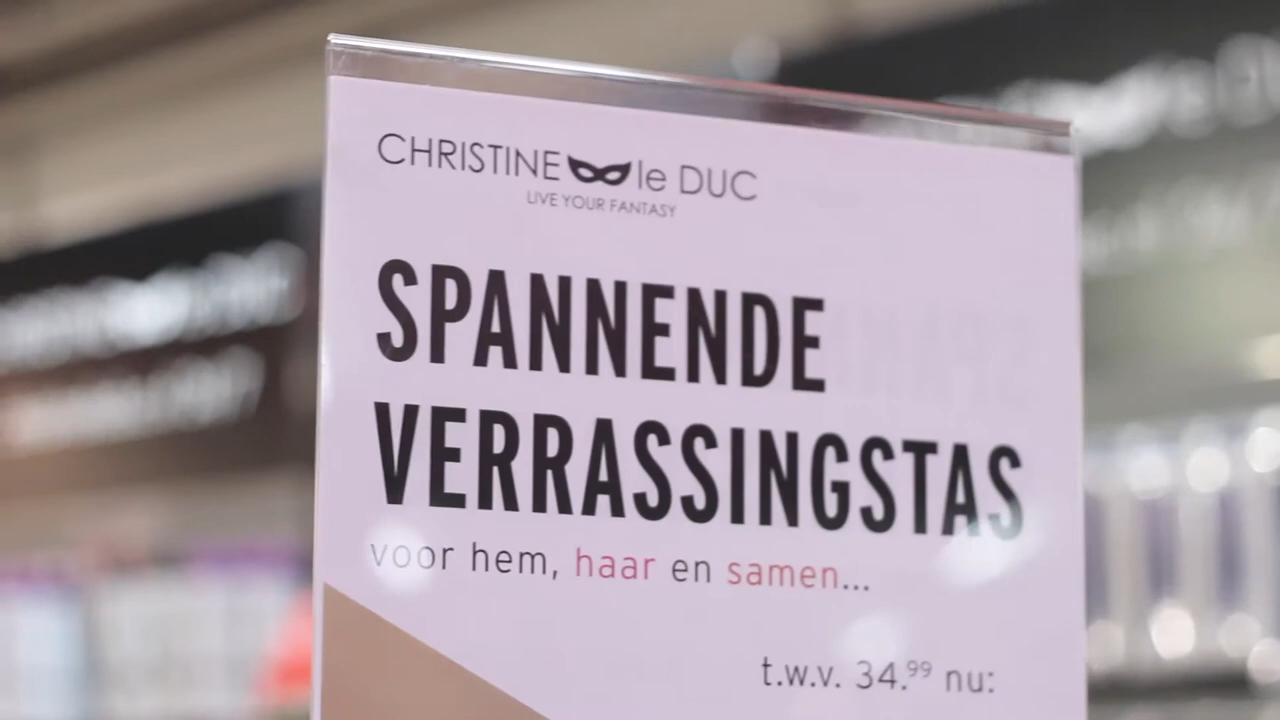 CHRISTINE le DUC
LIVE YOUR FANTASY
SPANNENDE
VERRASSINGSTAS
voor hem, haar en samen...
t.w.v. 34.99 nu: